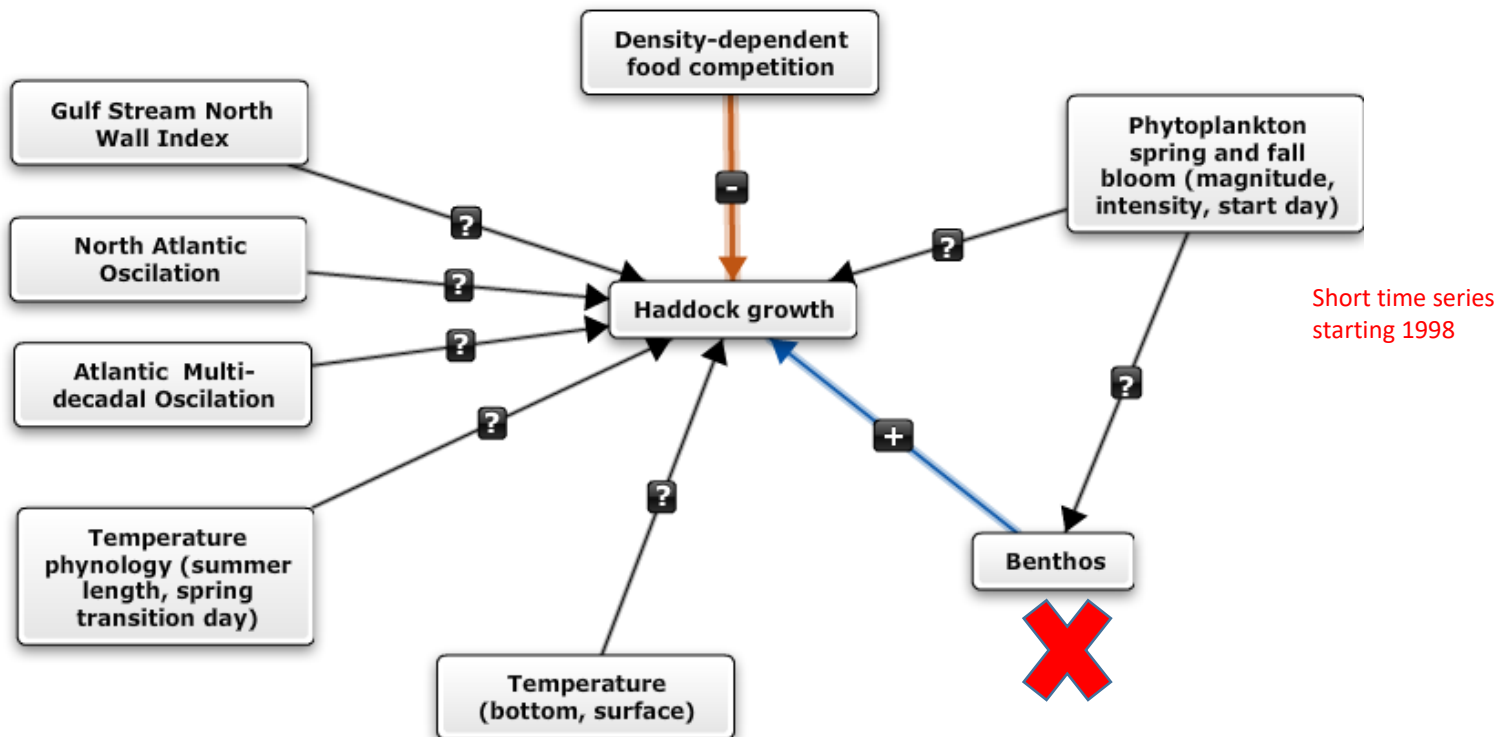 Density-dependent
food competition
Gulf Stream North
Wall Index
Phytoplankton
spring and fall
bloom (magnitude,
intensity, start day)
-
?
?
North Atlantic
Oscilation
?
Haddock growth
Short time series
starting 1998
?
Atlantic Multi-
decadal Oscilation
?
?
+
?
Temperature
phynology (summer
length, spring
transition day)
Benthos
Temperature
(bottom, surface)